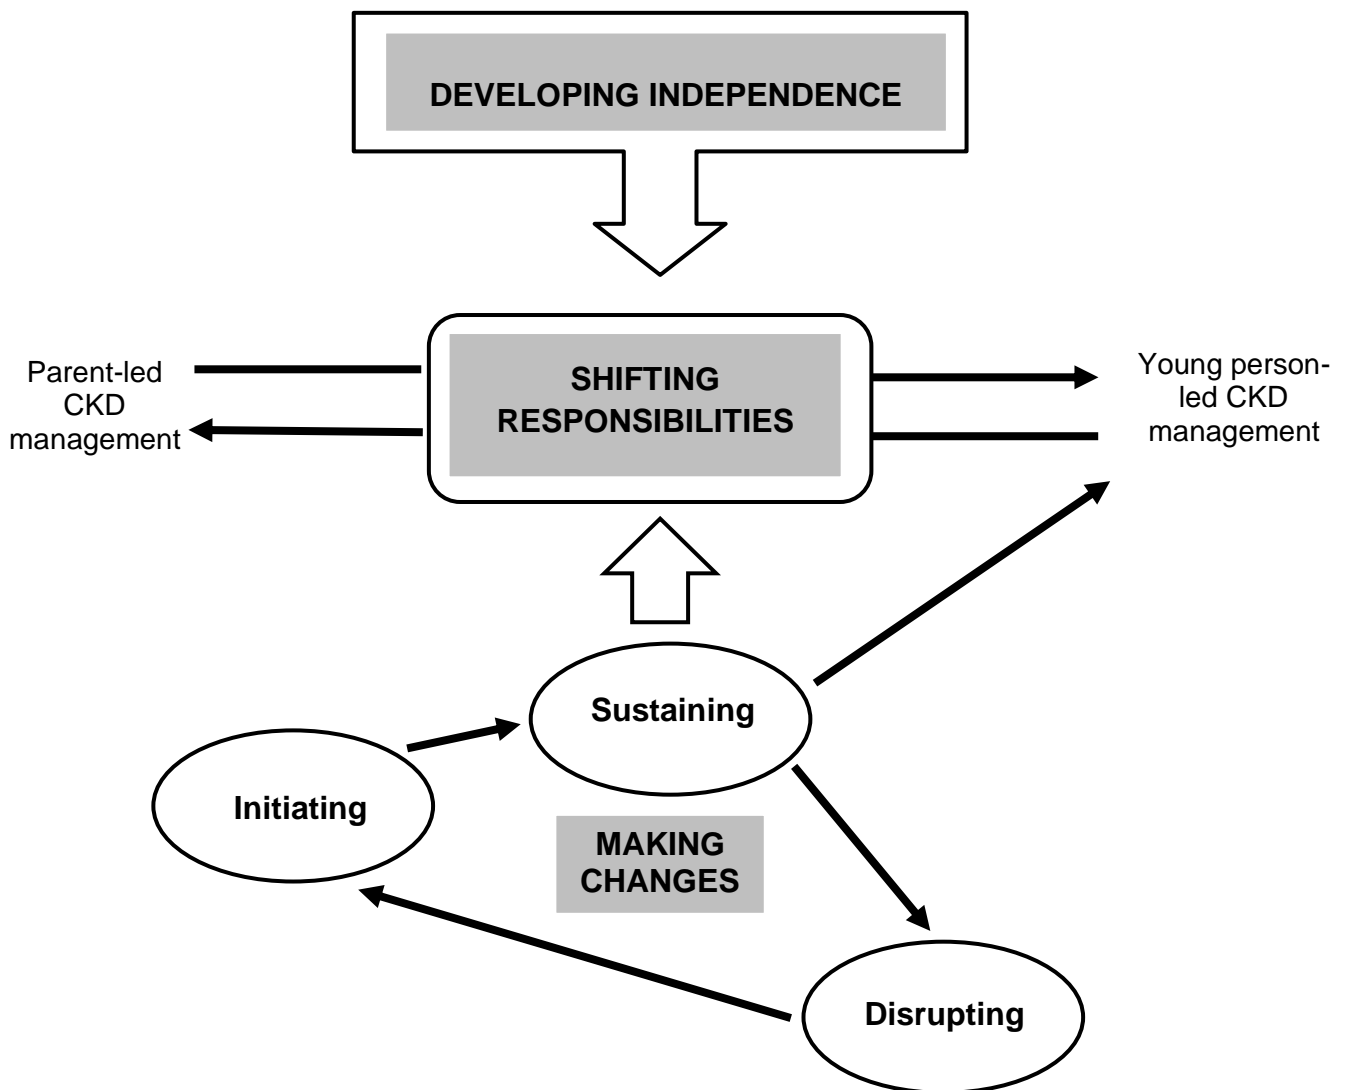 DEVELOPING INDEPENDENCE
Parent-led
CKD
management
SHIFTING
RESPONSIBILITIES
Young person-
led CKD
management
Sustaining
Initiating
MAKING
CHANGES
Disrupting